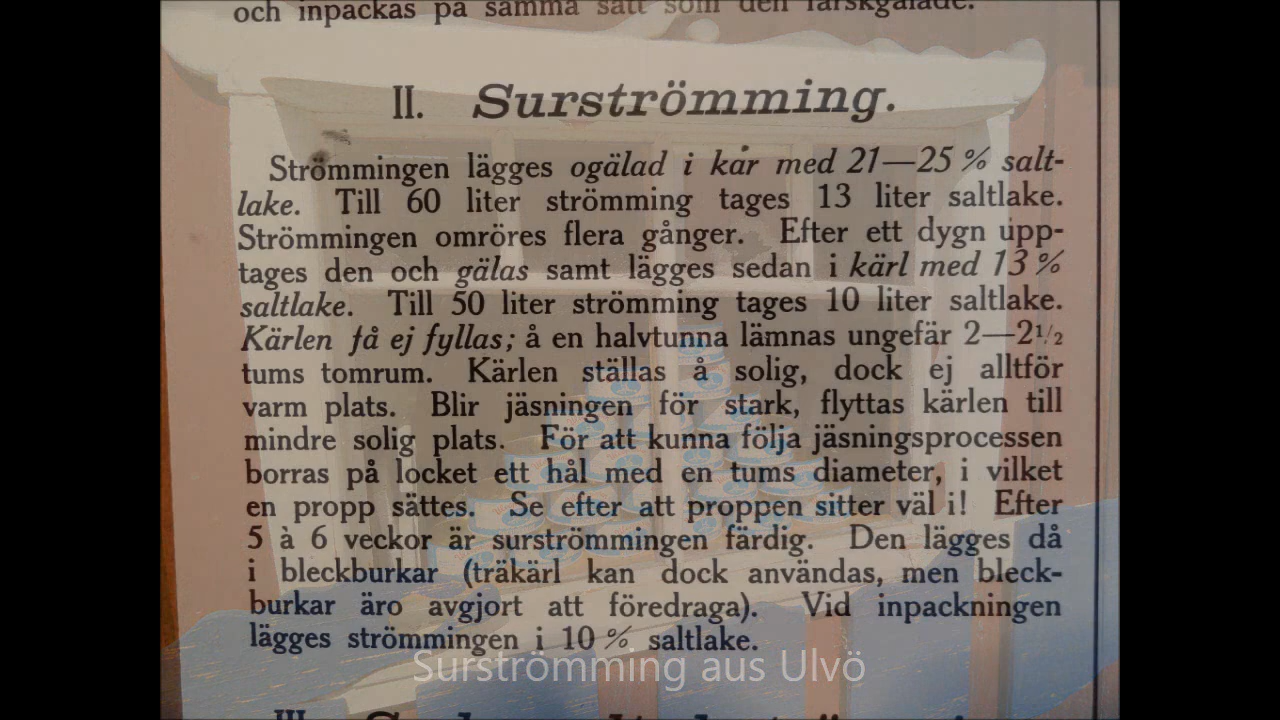 och inpackas på samma sätt som den färskgälade.
II. Surströmming.
Strömmingen lägges ogälad i kar med 21—25 % salt-
lake. Till 60 liter strömming tages 13 liter saltlake.
Strömmingen omröres flera gånger. Efter ett dygn upp-
tages den och gälas samt lägges sedan i kärl med 13 %
saltlake. Till 50 liter strömming tages 10 liter saltlake.
Kärlen få ej fyllas; å en halvtunna lämnas ungefär 2—2 1/2
tums tomrum. Kärlen ställas å solig, dock ej alltför
varm plats. Blir jäsningen för stark, flyttas kärlen till
mindre solig plats. För att kunna följa jäsningsprocessen
borras på locket ett hål med en tums diameter, i vilket
en propp sättes. Se efter att proppen sitter väl i! Efter
5 à 6 veckor är surströmmingen färdig. Den lägges då
i bleckburkar (träkärl kan dock användas, men bleck-
burkar äro avgjort att föredraga). Vid inpackningen
lägges strömmingen i 10 % saltlake.
Surströmming aus Ulvö
III.